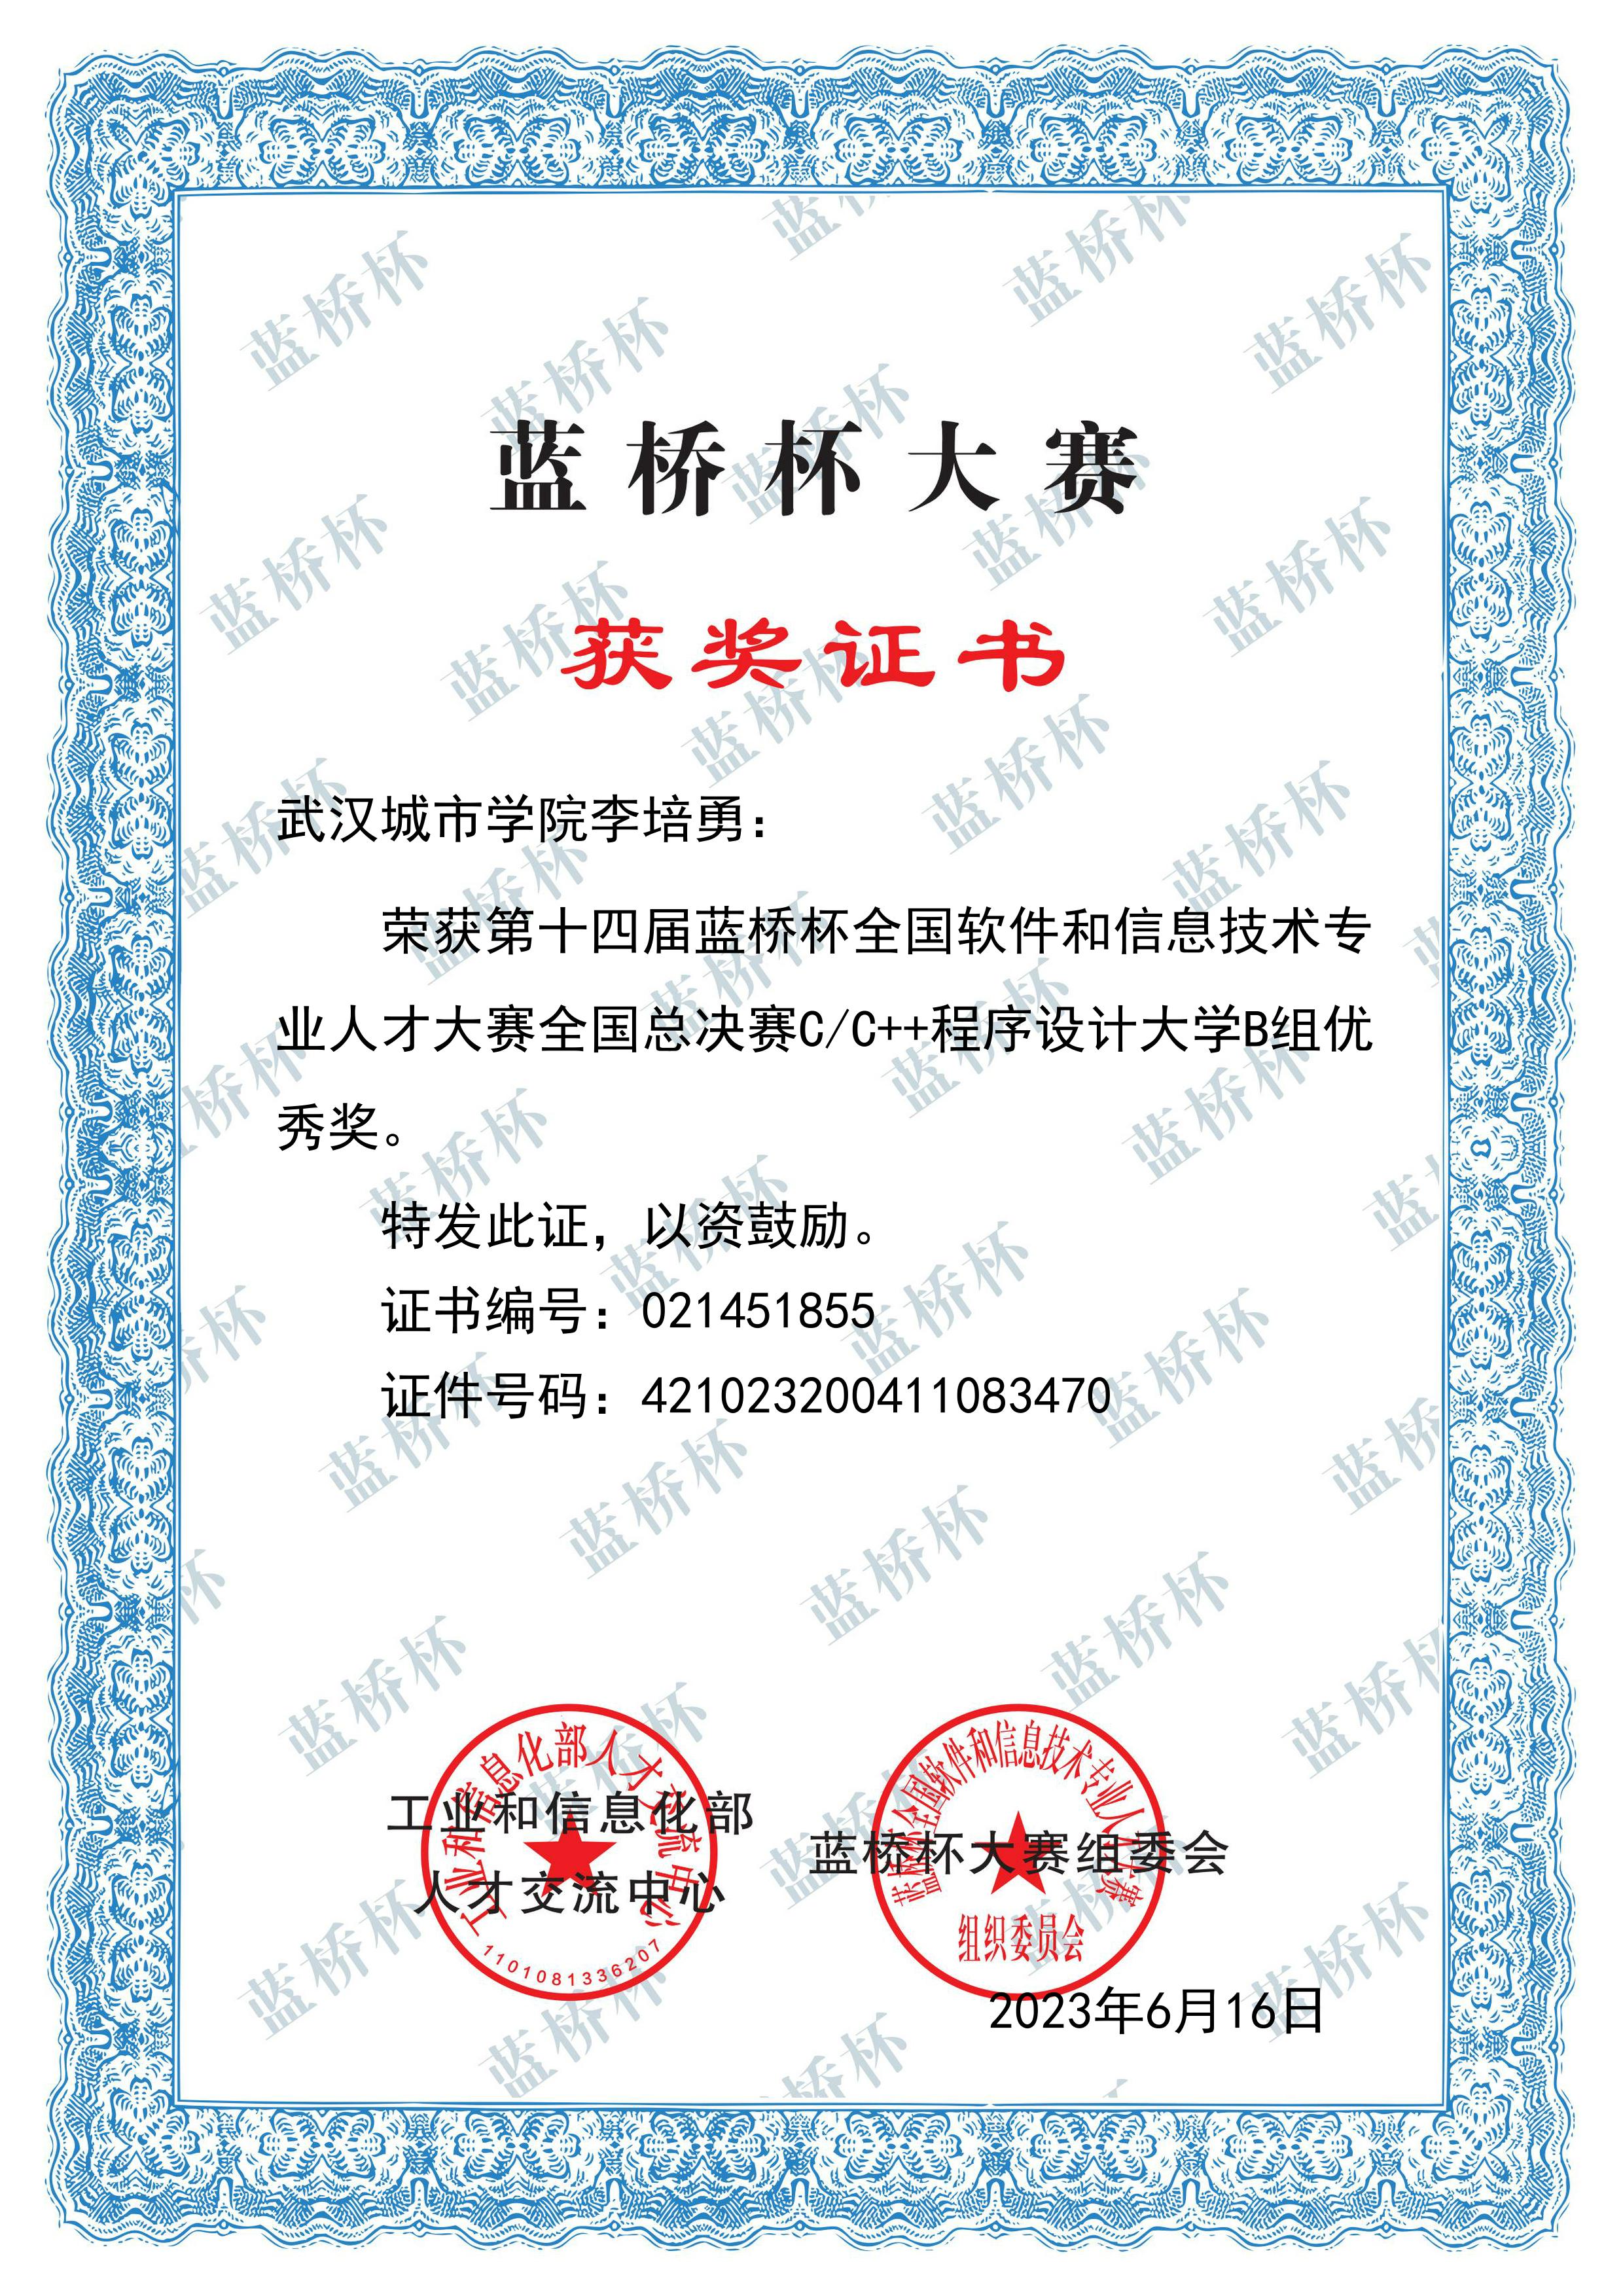 蓝桥杯大赛
获奖证书
武汉城市学院李培勇：
荣获第十四届蓝桥杯全国软件和信息技术专
业人才大赛全国总决赛C/C++程序设计大学B组优
秀奖。
特发此证，以资鼓励。
证书编号：021451855
证件号码：421023200411083470
工业和信息化部人才交流中心
工业和信息化部
人才交流中心
1101081336207
蓝桥杯全国软件和信息技术专业人才大赛
蓝桥杯大赛组委会
组织委员会
2023年6月16日
蓝桥杯